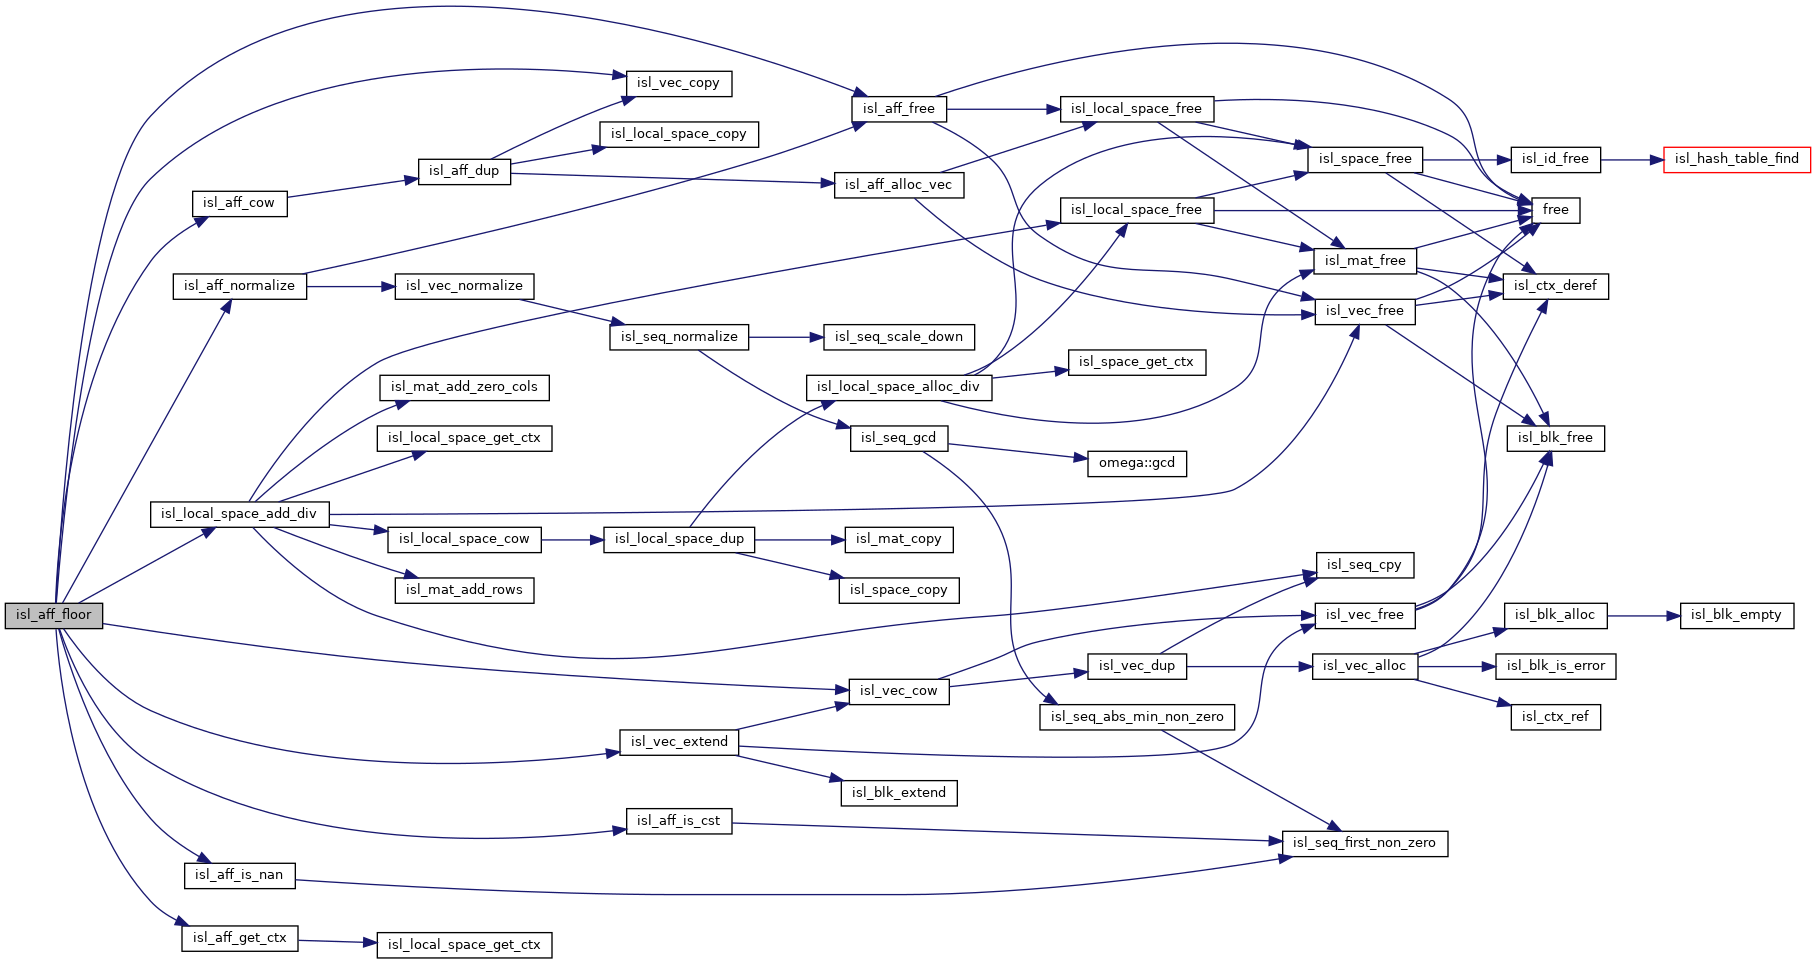 isl_vec_copy
isl_aff_free
isl_local_space_free
isl_local_space_copy
isl_space_free
isl_id_free
isl_hash_table_find
isl_aff_dup
isl_aff_alloc_vec
isl_aff_cow
isl_local_space_free
free
isl_mat_free
isl_aff_normalize
isl_vec_normalize
isl_ctx_deref
isl_vec_free
isl_seq_normalize
isl_seq_scale_down
isl_space_get_ctx
isl_mat_add_zero_cols
isl_local_space_alloc_div
isl_local_space_get_ctx
isl_seq_gcd
isl_blk_free
omega::gcd
isl_local_space_add_div
isl_local_space_cow
isl_local_space_dup
isl_mat_copy
isl_seq_cpy
isl_mat_add_rows
isl_space_copy
isl_aff_floor
isl_vec_free
isl_blk_alloc
isl_blk_empty
isl_vec_dup
isl_vec_alloc
isl_blk_is_error
isl_vec_cow
isl_seq_abs_min_non_zero
isl_ctx_ref
isl_vec_extend
isl_blk_extend
isl_aff_is_cst
isl_seq_first_non_zero
isl_aff_is_nan
isl_aff_get_ctx
isl_local_space_get_ctx